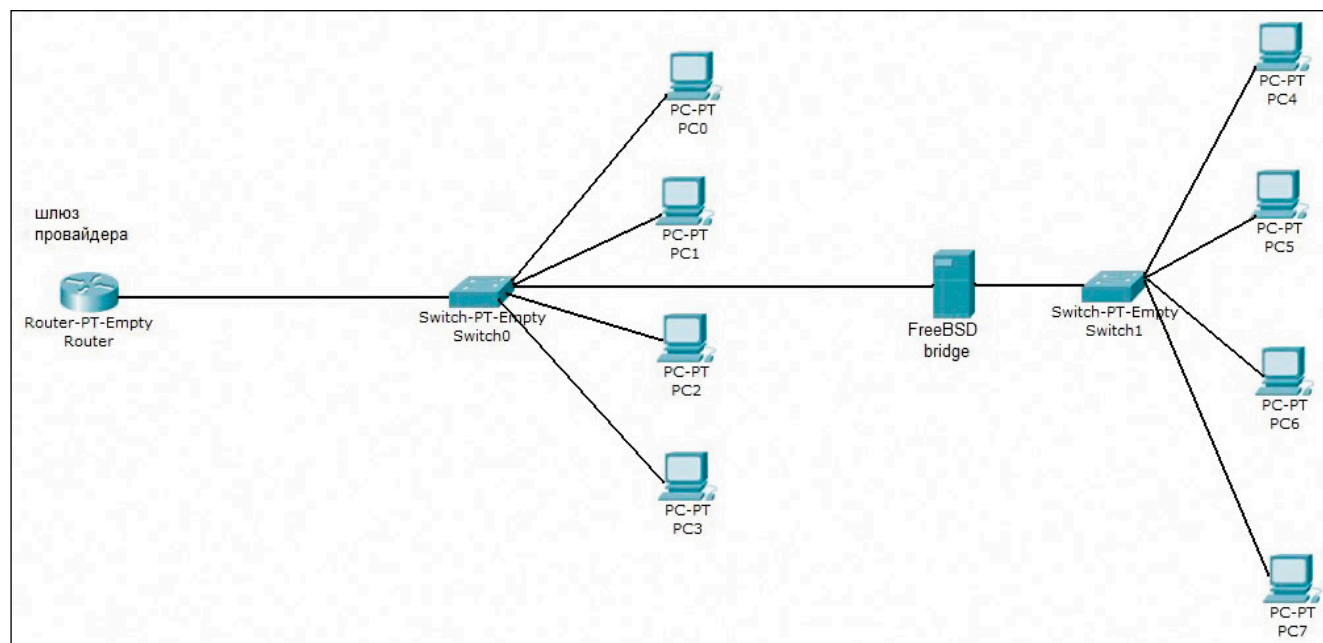 шлюз
провайдера
Router-PT-Empty
Router
Switch-PT-Empty
Switch0
PC-PT
PC0
PC-PT
PC1
PC-PT
PC2
PC-PT
PC3
FreeBSD
bridge
Switch-PT-Empty
Switch1
PC-PT
PC4
PC-PT
PC5
PC-PT
PC6
PC-PT
PC7